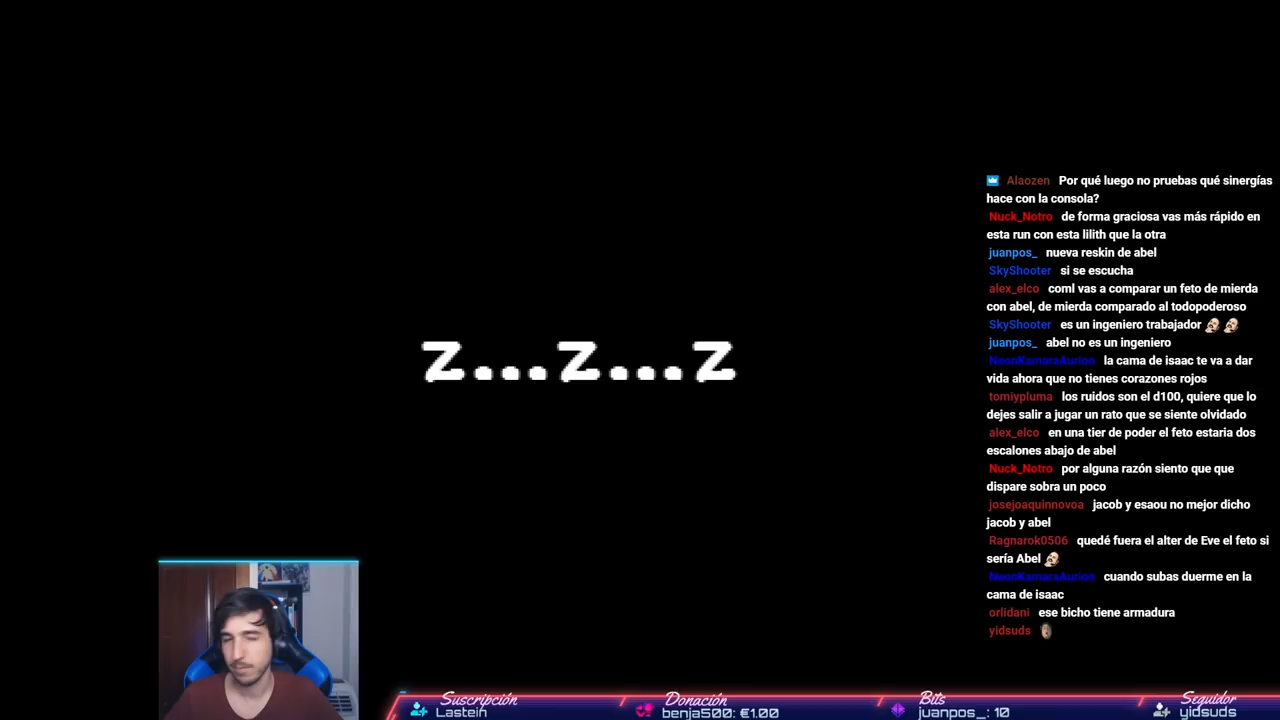 Alaozen Por qué luego no pruebas qué sinergías
hace con la consola?
Nuck_Notro de forma graciosa vas más rápido en
esta run con esta lilith que la otra
juanpos_ nueva reskin de abel
SkyShooter si se escucha
alex_elco coml vas a comparar un feto de mierda
con abel, de mierda comparado al todopoderoso
SkyShooter es un ingeniero trabajador
juanpos_ abel no es un ingeniero
NeonKamarsAurion la cama de isaac te va a dar
vida ahora que no tienes corazones rojos
tomiypluma los ruidos son el d100, quiere que lo
dejes salir a jugar un rato que se siente olvidado
alex_elco en una tier de poder el feto estaria dos
escalones abajo de abel
Nuck_Notro por alguna razón siento que que
dispare sobra un poco
josejoaquinnovoa jacob y esaou no mejor dicho
jacob y abel
Ragnarok0506 quedé fuera el alter de Eve el feto si
sería Abel
NeonKamarsAurion cuando subas duerme en la
cama de isaac
orlidani ese bicho tiene armadura
yidsuds
z...z...z
Suscripción
Lastein
Donación
benja500: €1.00
Bits
juanpos_: 10
Seguidor
yidsuds